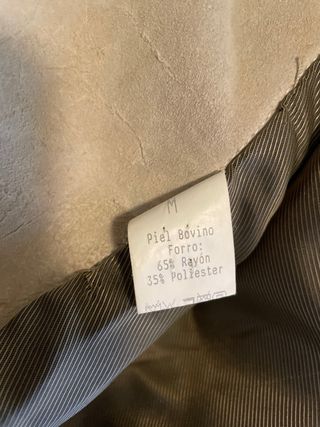 M
Piel Bovino
Forro:
65% Rayón
35% Poliester